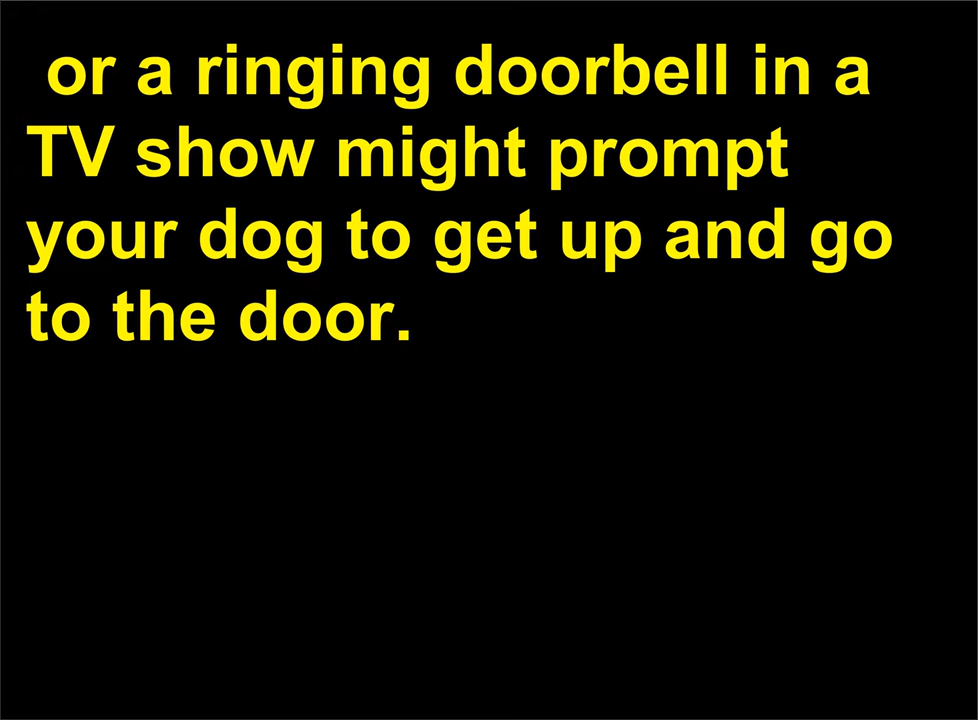 or a ringing doorbell in a
TV show might prompt
your dog to get up and go
to the door.